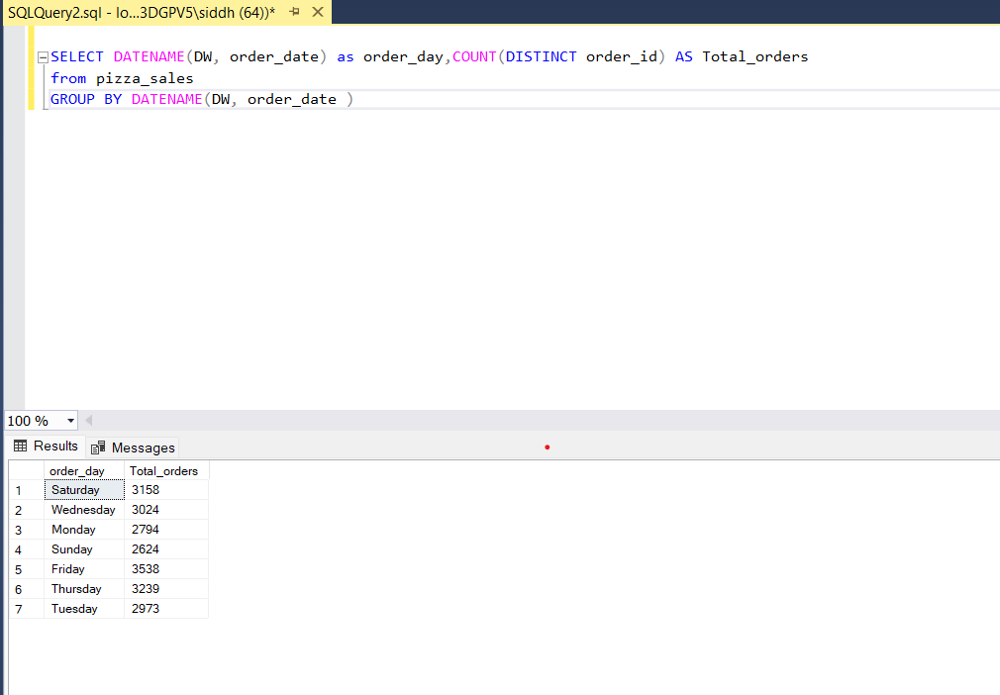 SQLQuery2.sql - lo...3DGPV5\siddh (64))*
SELECT DATENAME(DW, order_date) as order_day,COUNT(DISTINCT order_id) AS Total_orders
from pizza_sales
GROUP BY DATENAME(DW, order_date )
100 %
Results Messages
order_day Total_orders
1 Saturday 3158
2 Wednesday 3024
3 Monday 2794
4 Sunday 2624
5 Friday 3538
6 Thursday 3239
7 Tuesday 2973